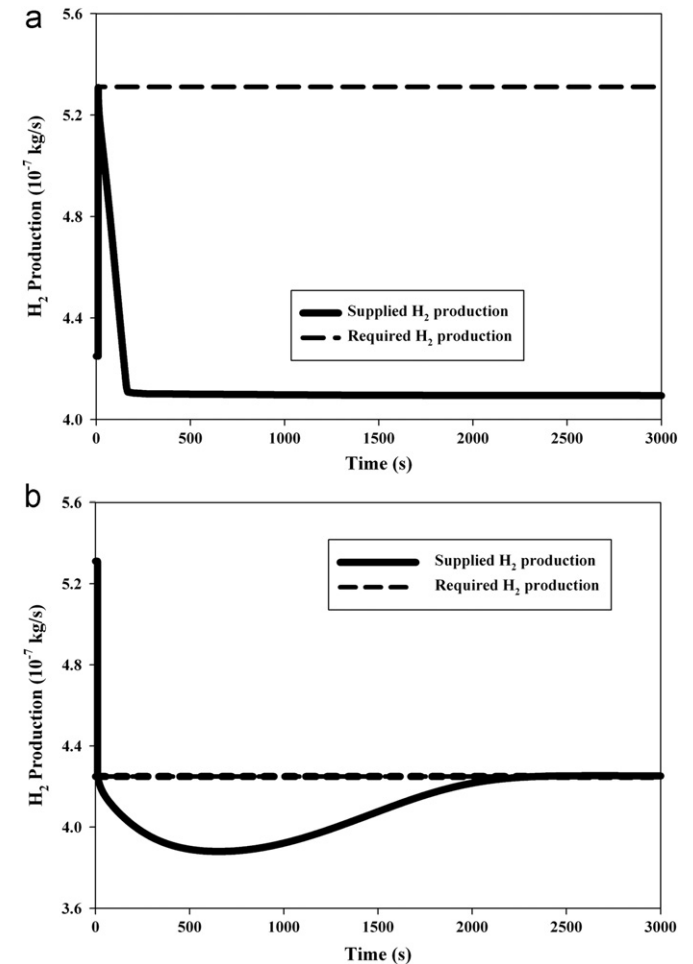 a
5.6
5.2
4.8
4.4
4.0
H₂ Production (10⁻⁷ kg/s)
Supplied H₂ production
Required H₂ production
0 500 1000 1500 2000 2500 3000
Time (s)
b
5.6
5.2
4.8
4.4
4.0
3.6
H₂ Production (10⁻⁷ kg/s)
Supplied H₂ production
Required H₂ production
0 500 1000 1500 2000 2500 3000
Time (s)